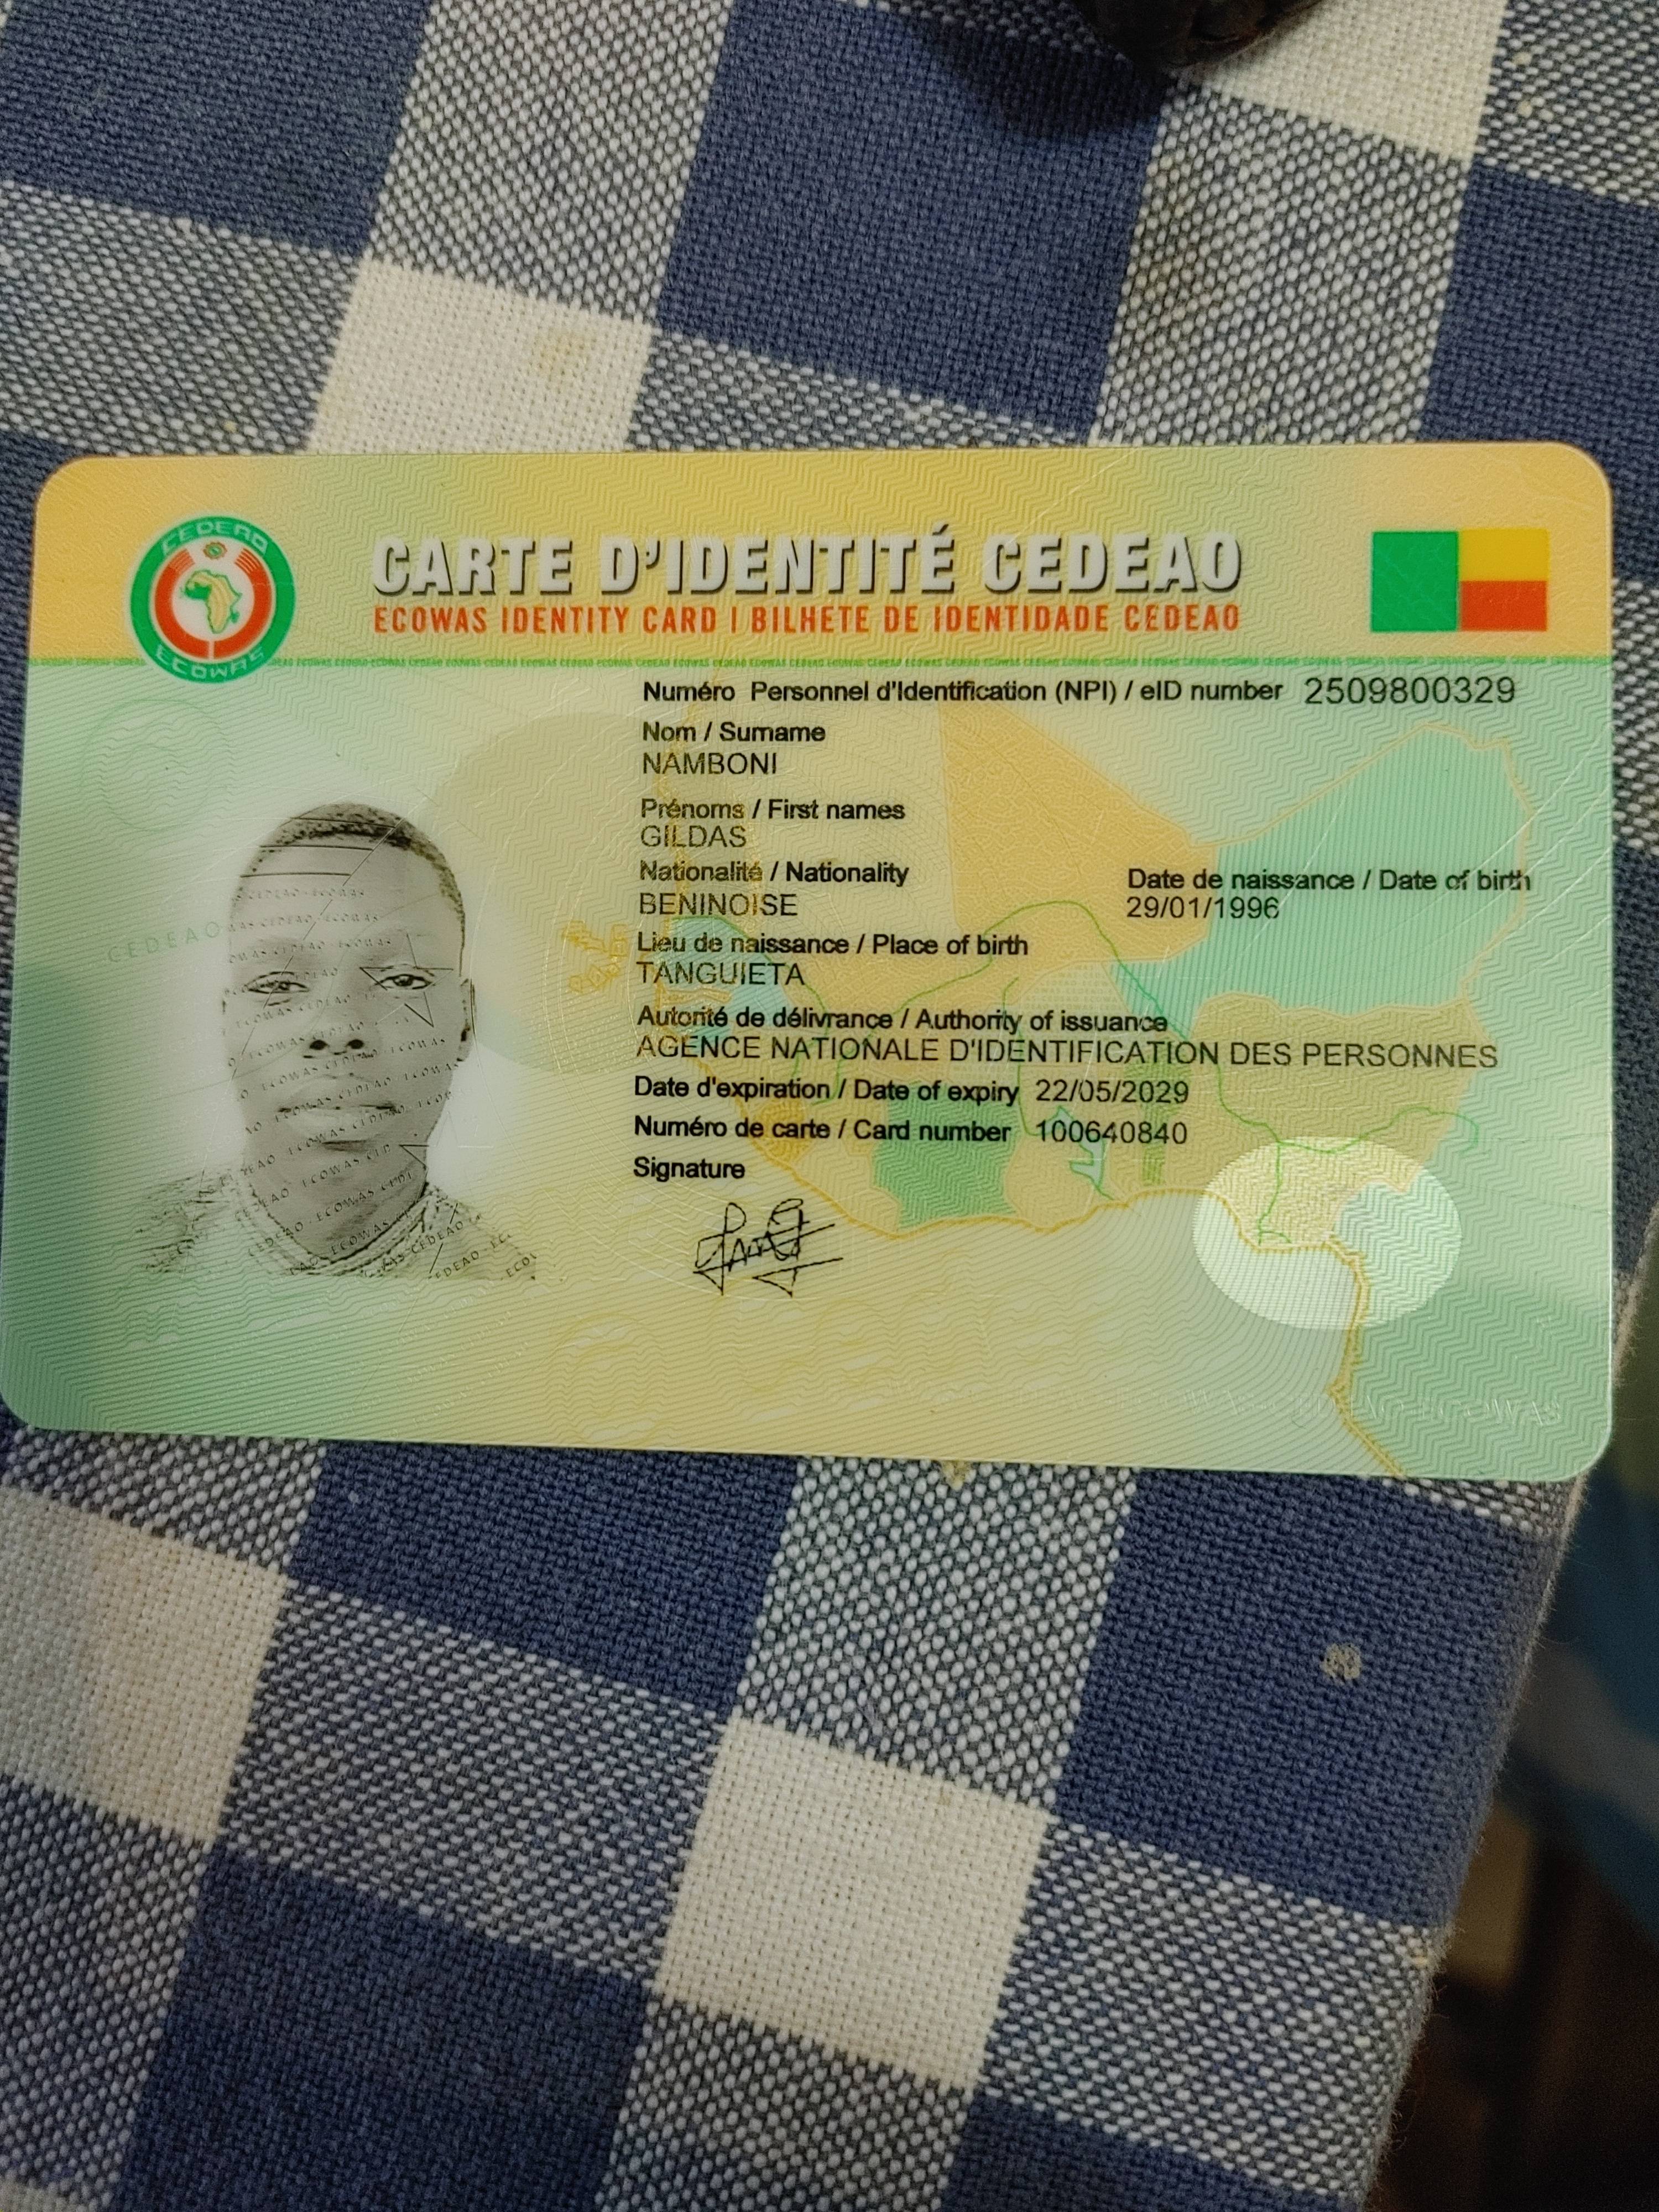 CEDEAO
ECOWAS
CARTE D'IDENTITÉ CEDEAO
ECOWAS IDENTITY CARD | BILHETE DE IDENTIDADE CEDEAO
Numéro Personnel d'Identification (NPI) / eID number 2509800329
Nom / Surname
NAMBONI
Prénoms / First names
GILDAS
Nationalité / Nationality
BENINOISE
Date de naissance / Date of birth
29/01/1996
Lieu de naissance / Place of birth
TANGUIETA
Autorité de délivrance / Authority of issuance
AGENCE NATIONALE D'IDENTIFICATION DES PERSONNES
Date d'expiration / Date of expiry 22/05/2029
Numéro de carte / Card number 100640840
Signature
CEDEAO